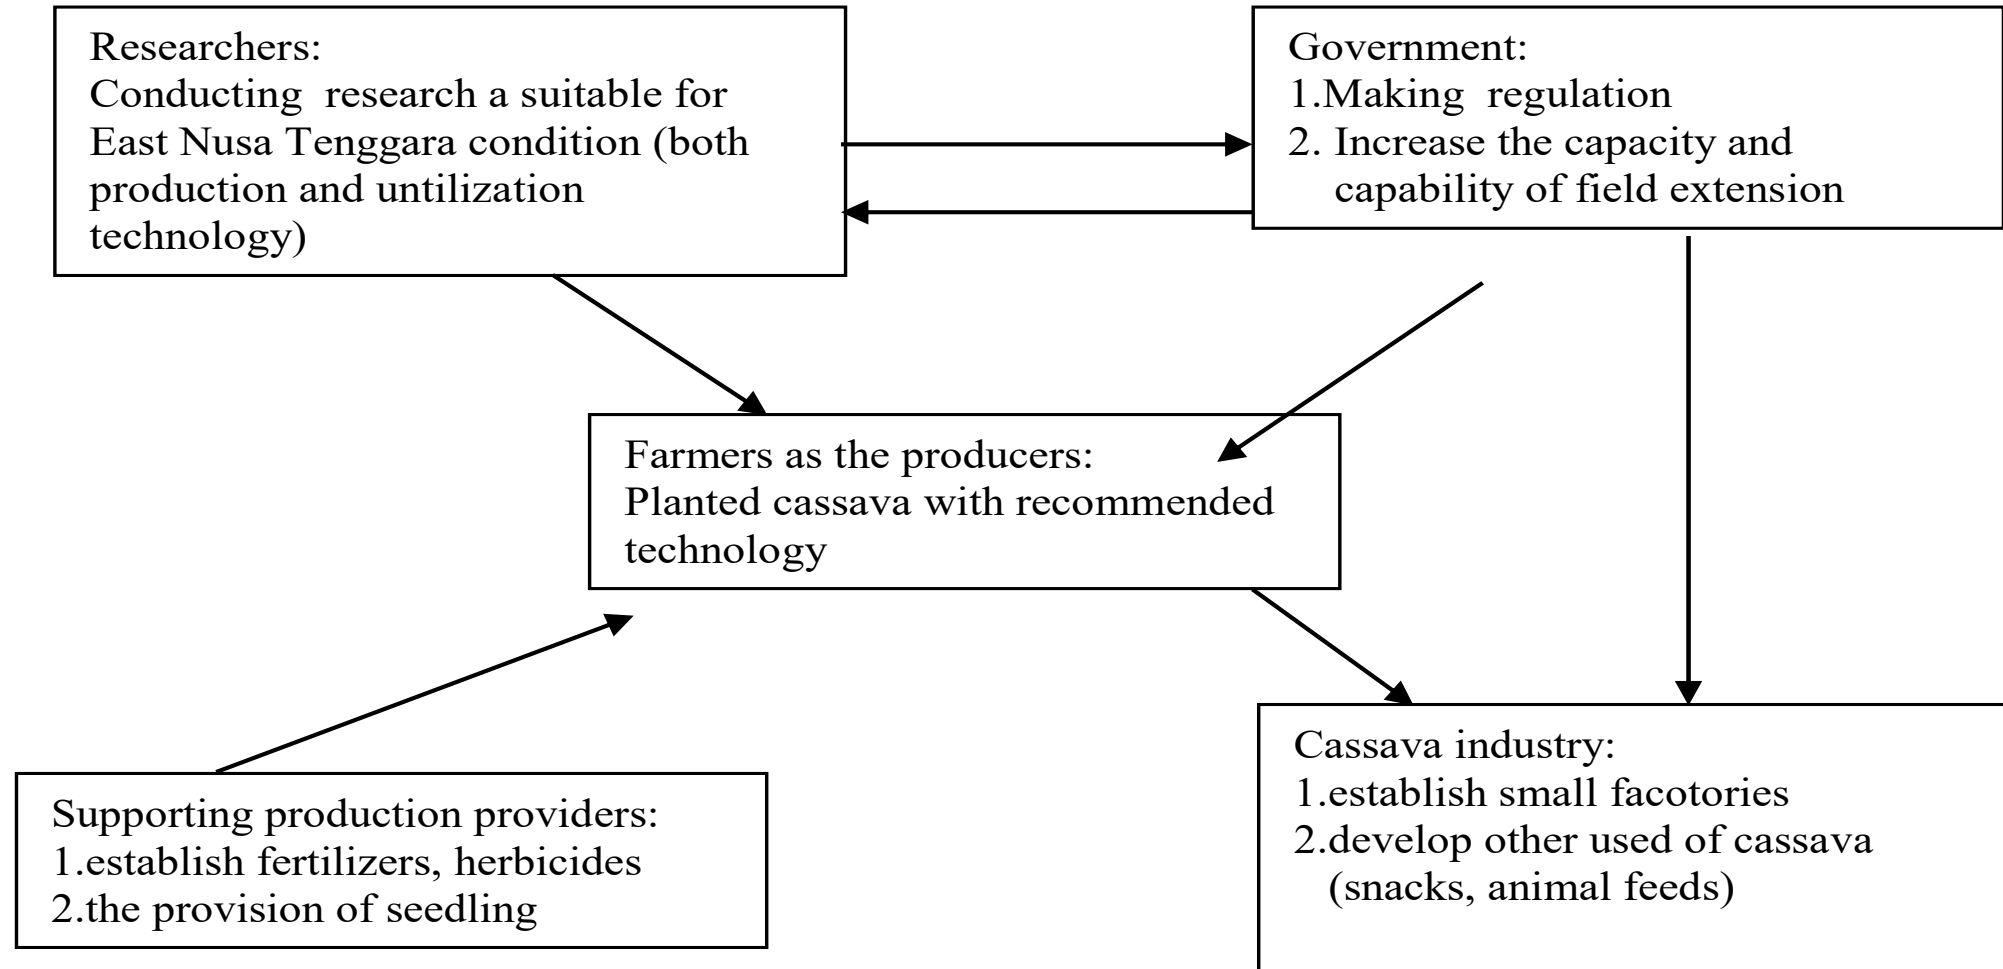 Researchers:
Conducting  research a suitable for
East Nusa Tenggara condition (both
production and untilization
technology)
Government:
1.Making  regulation
2. Increase the capacity and
capability of field extension
Farmers as the producers:
Planted cassava with recommended
technology
Supporting production providers:
1.establish fertilizers, herbicides
2.the provision of seedling
Cassava industry:
1.establish small facotories
2.develop other used of cassava
(snacks, animal feeds)